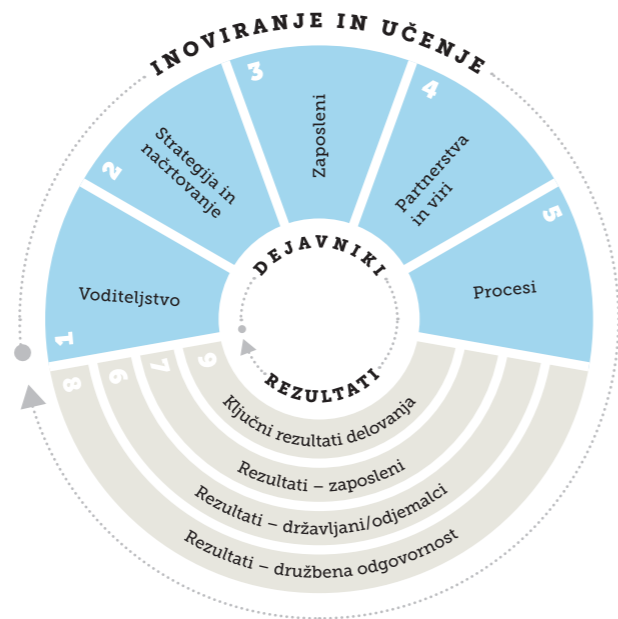 INOVIRANJE IN UČENJE
1
Voditeljstvo
2
Strategija in
načrtovanje
3
Zaposleni
4
Partnerstva
in viri
5
Procesi
DEJAVNIKI
REZULTATI
9
Ključni rezultati delovanja
7
Rezultati – zaposleni
6
Rezultati – državljani/odjemalci
8
Rezultati – družbena odgovornost